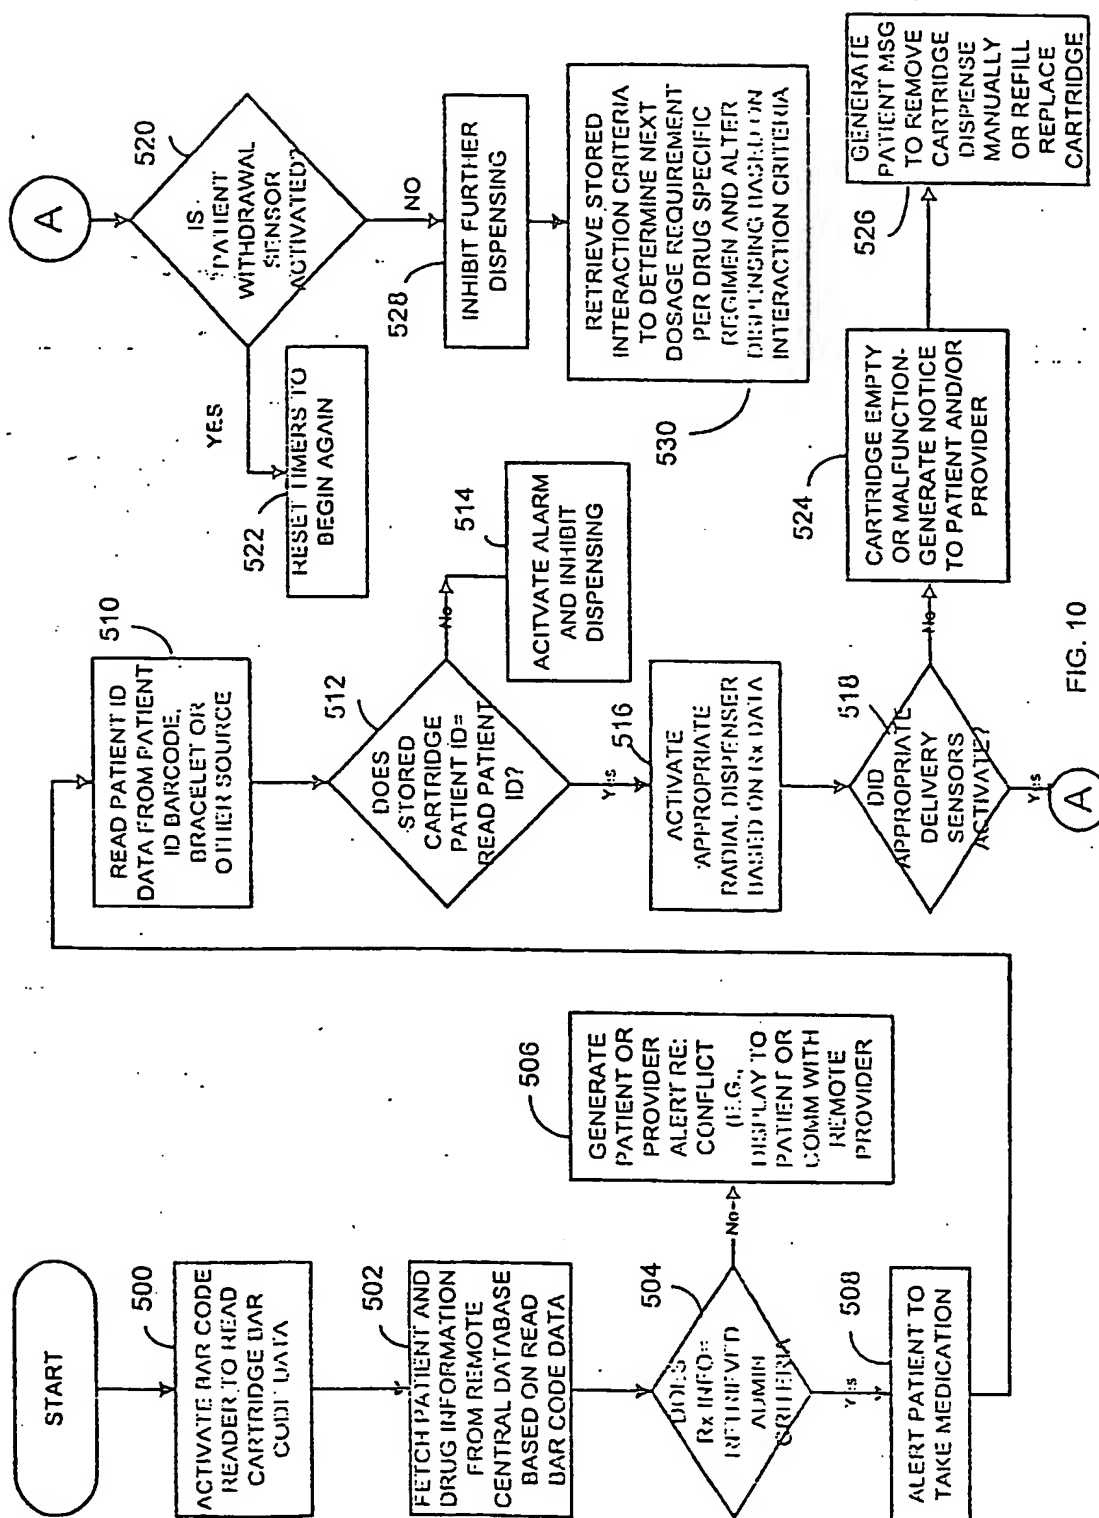 START
500
ACTIVATE BAR CODE
READER TO READ
CARTRIDGE BAR
CODE DATA
502
FETCH PATIENT AND
DRUG INFORMATION
FROM REMOTE
CENTRAL DATABASE
BASED ON READ
BAR CODE DATA
504
DOES
Rx INFO=
RETRIEVED
ADMIN
CRITERIA
No
506
GENERATE
PATIENT OR
PROVIDER
ALERT RE:
CONFLICT
(E.G.,
DISPLAY TO
PATIENT OR
COMM WITH
REMOTE
PROVIDER
Yes
508
ALERT PATIENT TO
TAKE MEDICATION
510
READ PATIENT ID
DATA FROM PATIENT
ID BARCODE,
BRACELET OR
OTHER SOURCE
512
DOES
STORED
CARTRIDGE
PATIENT ID=
READ PATIENT
ID?
No
514
ACITVATE ALARM
AND INHIBIT
DISPENSING
Yes
516
ACTIVATE
APPROPRIATE
RADIAL DISPENSER
BASED ON Rx DATA
518
DID
APPROPRIATE
DELIVERY
SENSORS
ACTIVATE?
No
Yes
A
524
CARTRIDGE EMPTY
OR MALFUNCTION-
GENERATE NOTICE
TO PATIENT AND/OR
PROVIDER
526
GENERATE
PATIENT MSG
TO REMOVE
CARTRIDGE
DISPENSE
MANUALLY
OR REFILL
REPLACE
CARTRIDGE
A
520
IS
PATIENT
WITHDRAWAL
SENSOR
ACTIVATED?
YES
522
RESET TIMERS TO
BEGIN AGAIN
NO
528
INHIBIT FURTHER
DISPENSING
530
RETRIEVE STORED
INTERACTION CRITERIA
TO DETERMINE NEXT
DOSAGE REQUIREMENT
PER DRUG SPECIFIC
REGIMEN AND ALTER
DISPENSING BASED ON
INTERACTION CRITERIA
FIG. 10